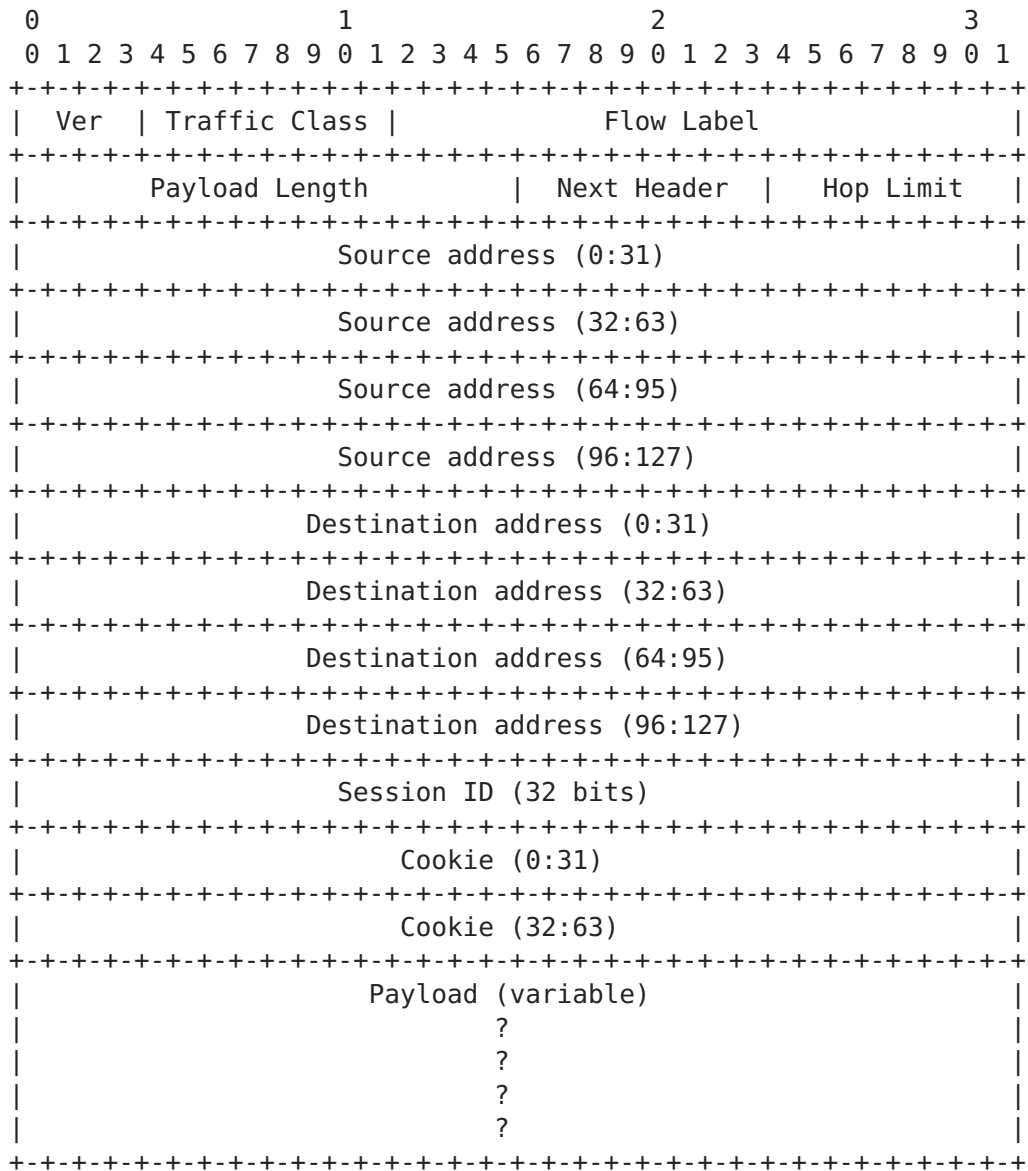 0                   1                   2                   3
 0 1 2 3 4 5 6 7 8 9 0 1 2 3 4 5 6 7 8 9 0 1 2 3 4 5 6 7 8 9 0 1
+-+-+-+-+-+-+-+-+-+-+-+-+-+-+-+-+-+-+-+-+-+-+-+-+-+-+-+-+-+-+-+-+
|  Ver  | Traffic Class |             Flow Label                |
+-+-+-+-+-+-+-+-+-+-+-+-+-+-+-+-+-+-+-+-+-+-+-+-+-+-+-+-+-+-+-+-+
|        Payload Length         |  Next Header  |   Hop Limit   |
+-+-+-+-+-+-+-+-+-+-+-+-+-+-+-+-+-+-+-+-+-+-+-+-+-+-+-+-+-+-+-+-+
|                    Source address (0:31)                      |
+-+-+-+-+-+-+-+-+-+-+-+-+-+-+-+-+-+-+-+-+-+-+-+-+-+-+-+-+-+-+-+-+
|                    Source address (32:63)                     |
+-+-+-+-+-+-+-+-+-+-+-+-+-+-+-+-+-+-+-+-+-+-+-+-+-+-+-+-+-+-+-+-+
|                    Source address (64:95)                     |
+-+-+-+-+-+-+-+-+-+-+-+-+-+-+-+-+-+-+-+-+-+-+-+-+-+-+-+-+-+-+-+-+
|                    Source address (96:127)                    |
+-+-+-+-+-+-+-+-+-+-+-+-+-+-+-+-+-+-+-+-+-+-+-+-+-+-+-+-+-+-+-+-+
|                  Destination address (0:31)                   |
+-+-+-+-+-+-+-+-+-+-+-+-+-+-+-+-+-+-+-+-+-+-+-+-+-+-+-+-+-+-+-+-+
|                  Destination address (32:63)                  |
+-+-+-+-+-+-+-+-+-+-+-+-+-+-+-+-+-+-+-+-+-+-+-+-+-+-+-+-+-+-+-+-+
|                  Destination address (64:95)                  |
+-+-+-+-+-+-+-+-+-+-+-+-+-+-+-+-+-+-+-+-+-+-+-+-+-+-+-+-+-+-+-+-+
|                  Destination address (96:127)                 |
+-+-+-+-+-+-+-+-+-+-+-+-+-+-+-+-+-+-+-+-+-+-+-+-+-+-+-+-+-+-+-+-+
|                    Session ID (32 bits)                       |
+-+-+-+-+-+-+-+-+-+-+-+-+-+-+-+-+-+-+-+-+-+-+-+-+-+-+-+-+-+-+-+-+
|                        Cookie (0:31)                          |
+-+-+-+-+-+-+-+-+-+-+-+-+-+-+-+-+-+-+-+-+-+-+-+-+-+-+-+-+-+-+-+-+
|                        Cookie (32:63)                         |
+-+-+-+-+-+-+-+-+-+-+-+-+-+-+-+-+-+-+-+-+-+-+-+-+-+-+-+-+-+-+-+-+
|                      Payload (variable)                       |
|                              ?                                |
|                              ?                                |
|                              ?                                |
|                              ?                                |
+-+-+-+-+-+-+-+-+-+-+-+-+-+-+-+-+-+-+-+-+-+-+-+-+-+-+-+-+-+-+-+-+